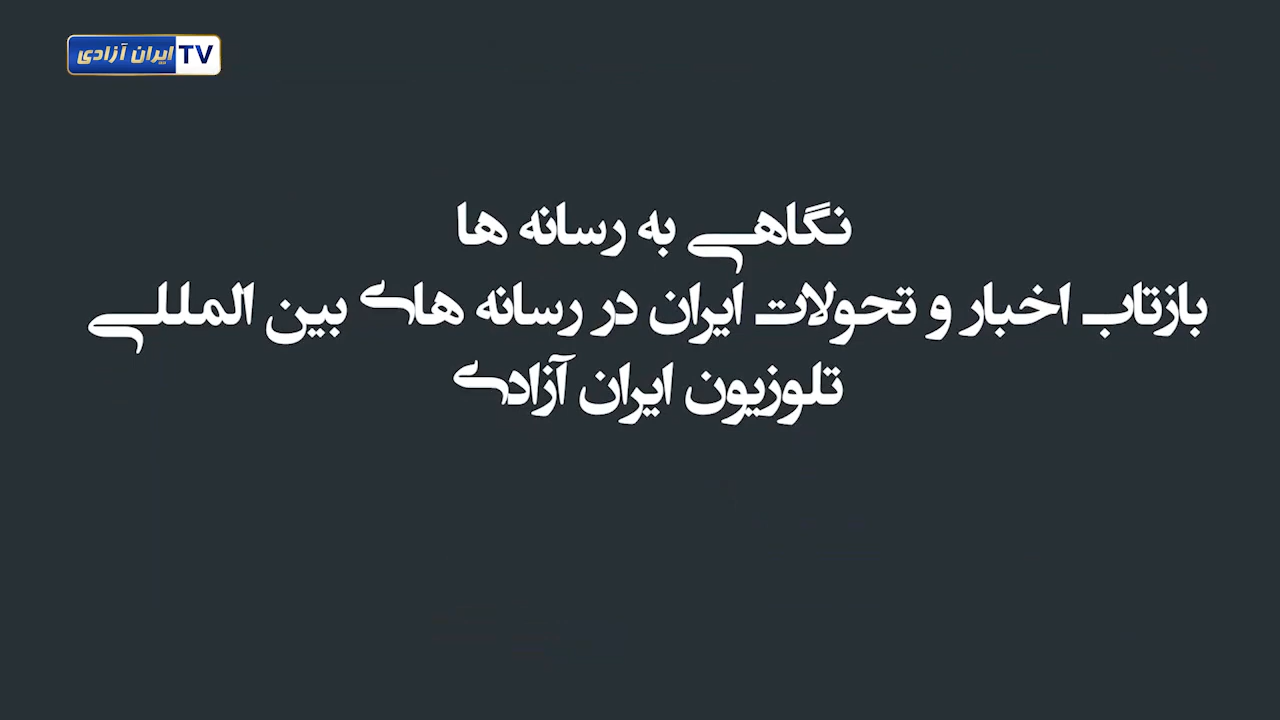 ایران آزادی TV
نگاهی به رسانه ها
بازتاب اخبار و تحولات ایران در رسانه های بین المللی
تلوزیون ایران آزادی